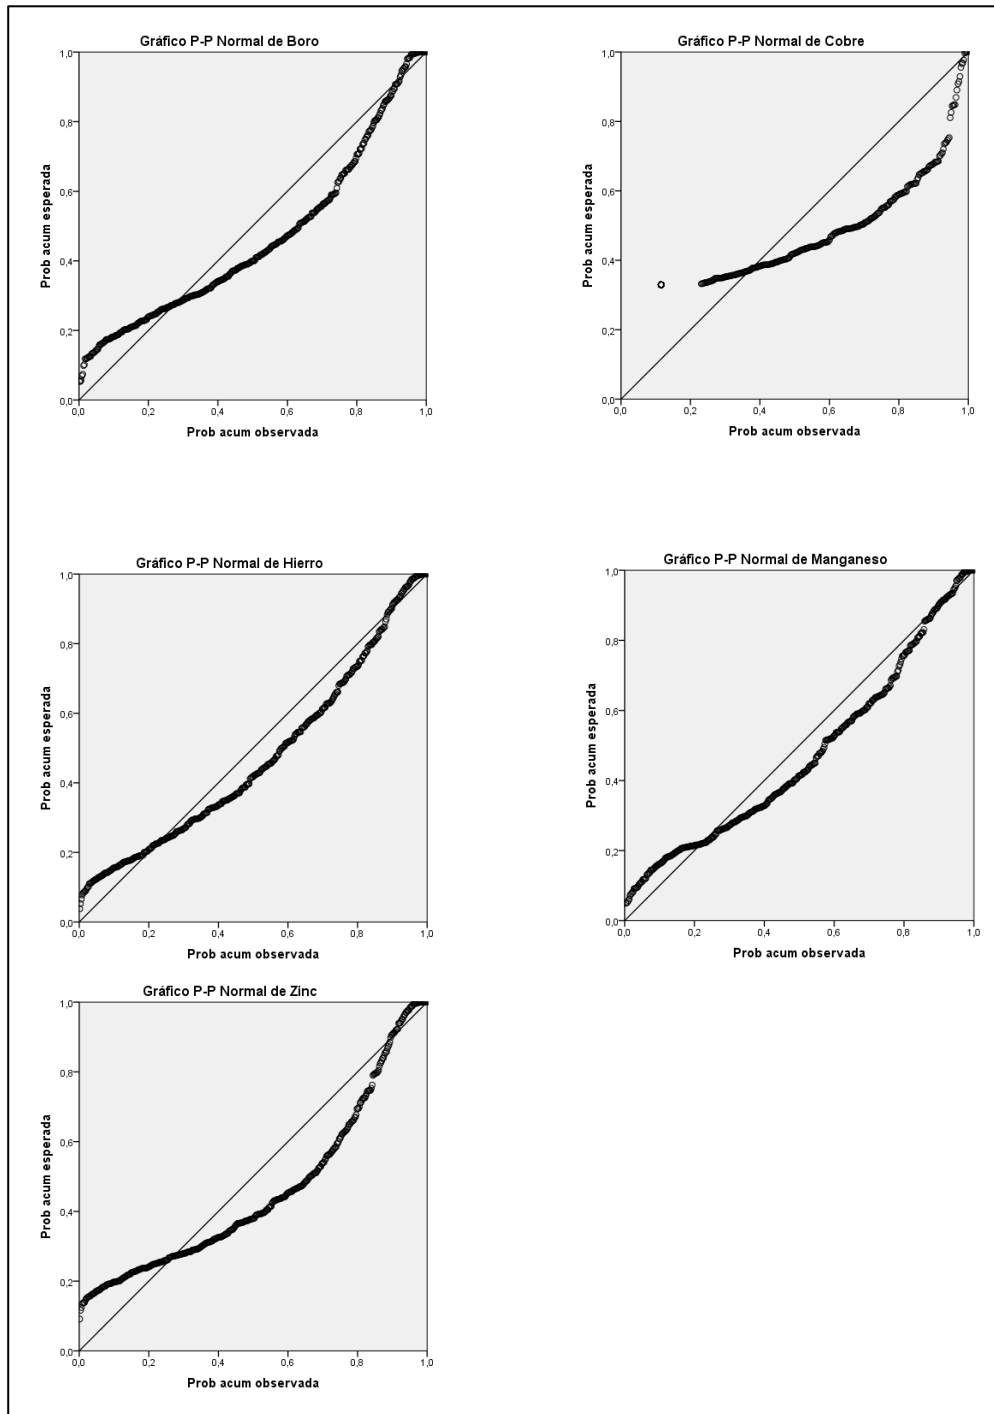 Gráfico P-P Normal de Boro
1,0
0,8
0,6
0,4
0,2
0,0
Prob acum esperada
0,0 0,2 0,4 0,6 0,8 1,0
Prob acum observada
Gráfico P-P Normal de Cobre
1,0
0,8
0,6
0,4
0,2
0,0
Prob acum esperada
0,0 0,2 0,4 0,6 0,8 1,0
Prob acum observada
Gráfico P-P Normal de Hierro
1,0
0,8
0,6
0,4
0,2
0,0
Prob acum esperada
0,0 0,2 0,4 0,6 0,8 1,0
Prob acum observada
Gráfico P-P Normal de Manganeso
1,0
0,8
0,6
0,4
0,2
0,0
Prob acum esperada
0,0 0,2 0,4 0,6 0,8 1,0
Prob acum observada
Gráfico P-P Normal de Zinc
1,0
0,8
0,6
0,4
0,2
0,0
Prob acum esperada
0,0 0,2 0,4 0,6 0,8 1,0
Prob acum observada